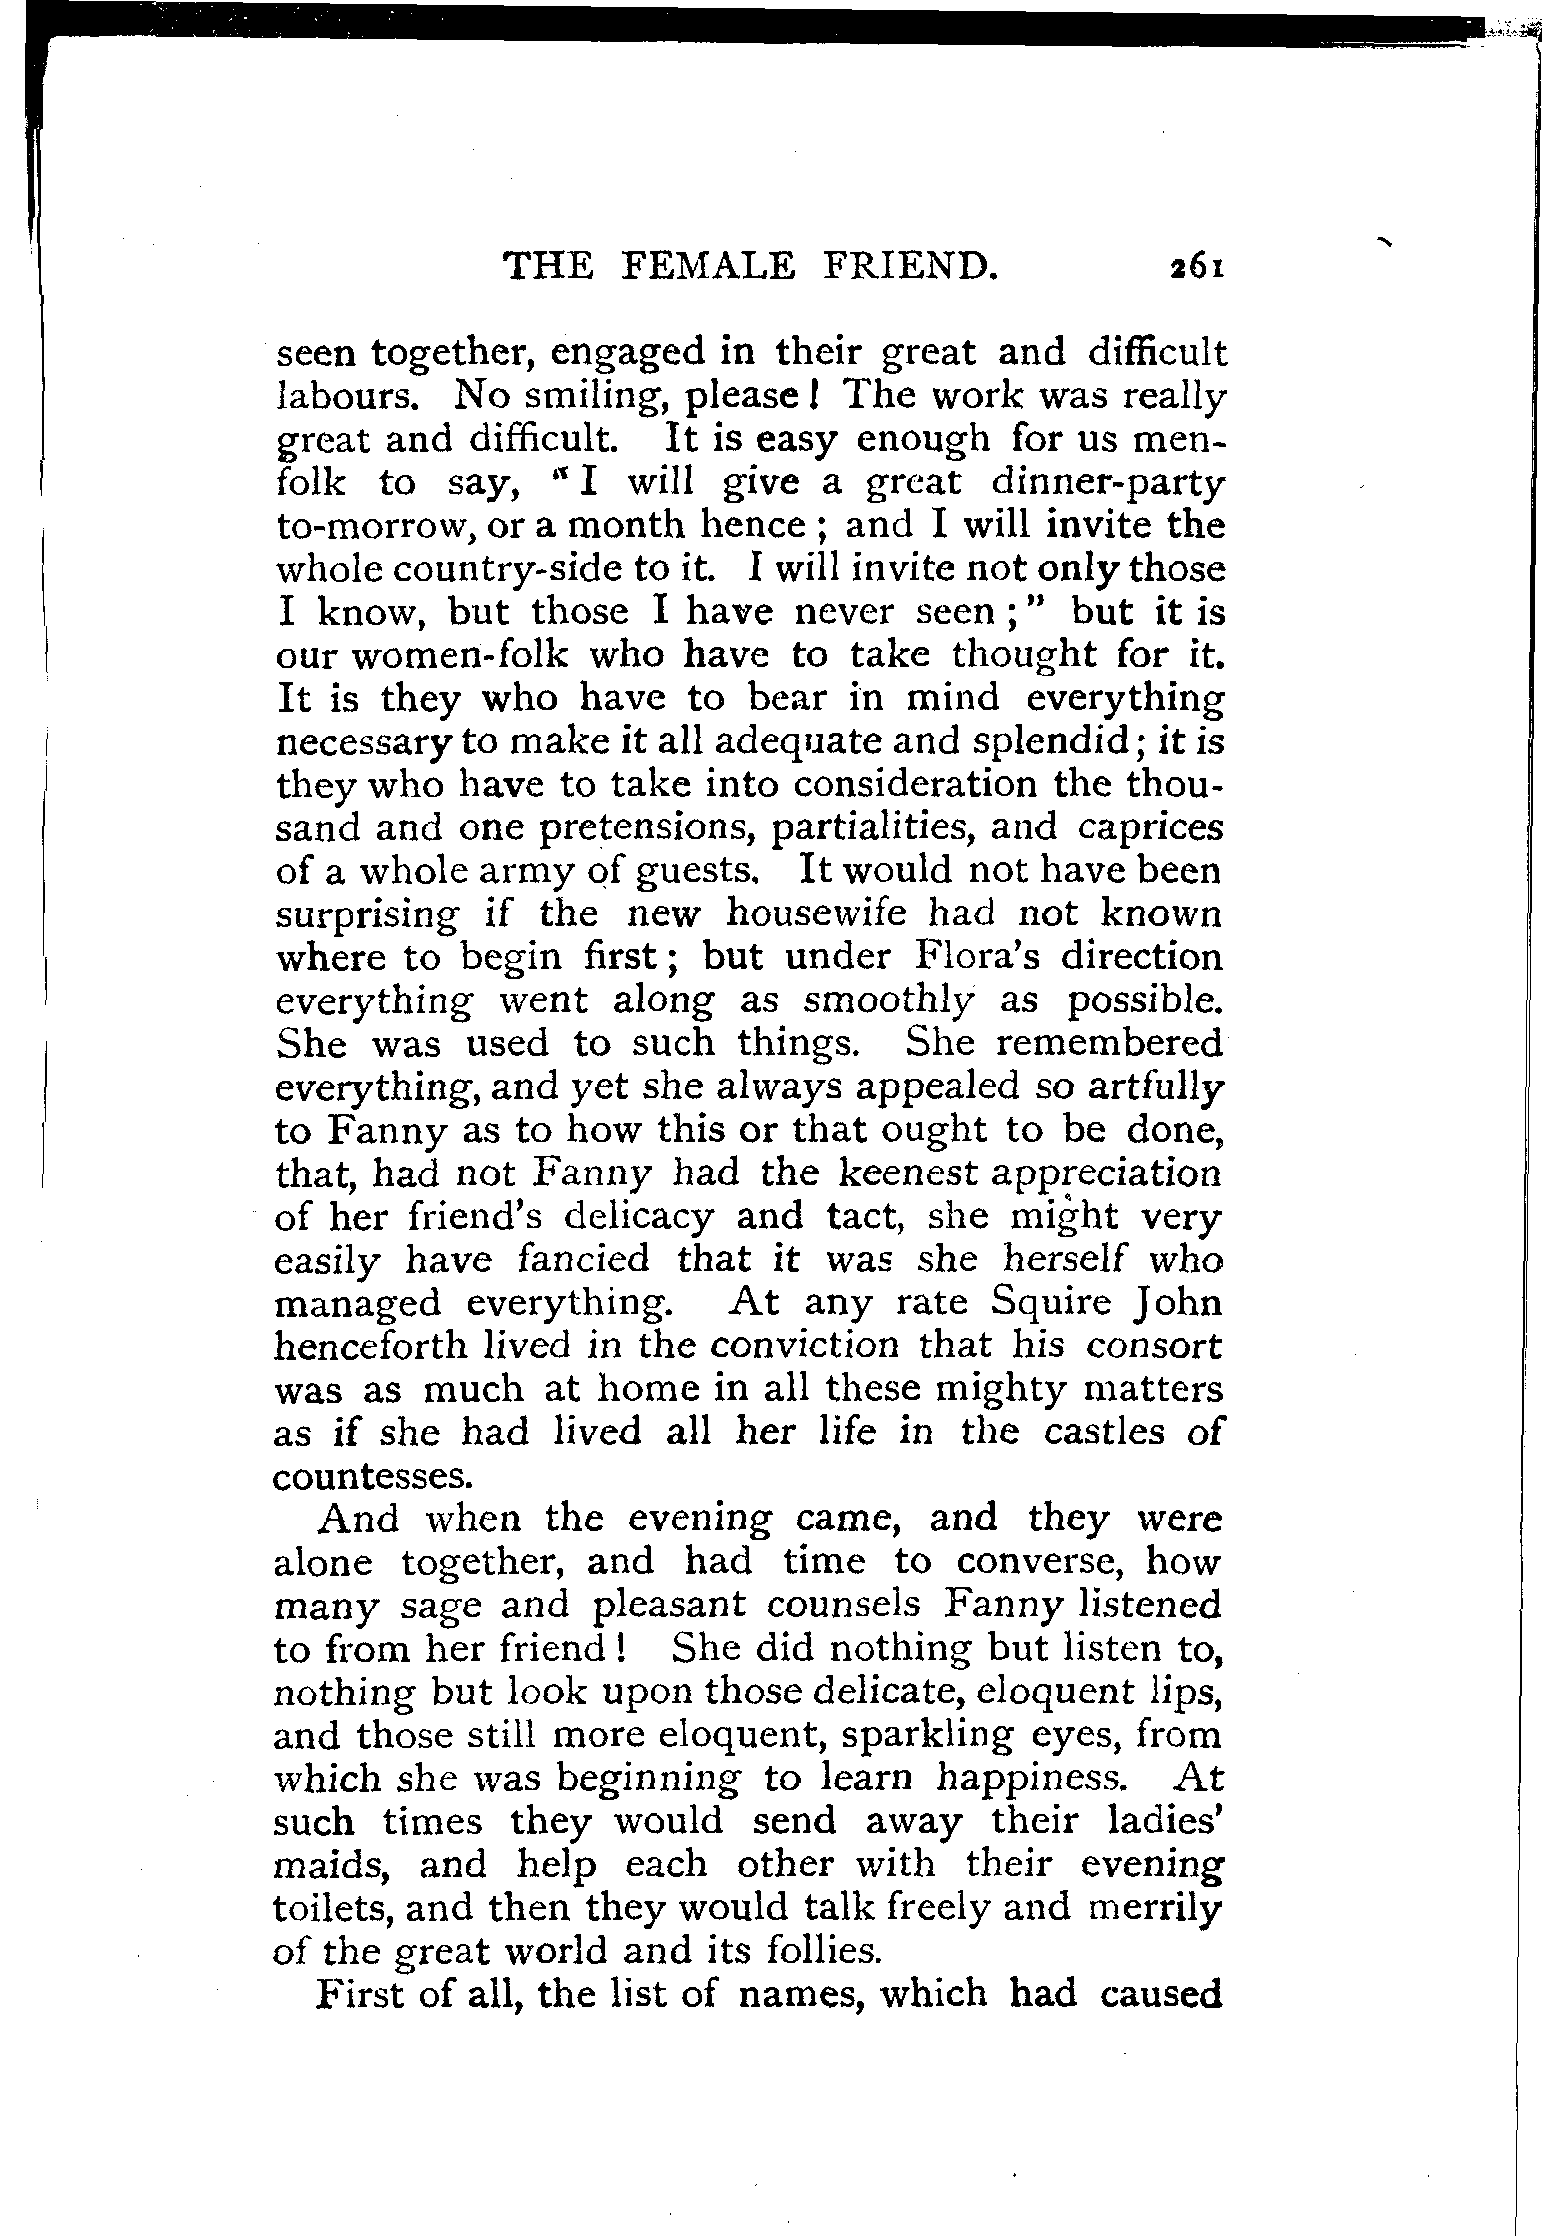 THE FEMALE FRIEND. 261
seen together, engaged in their great and difficult
labours. No smiling, please! The work was really
great and difficult. It is easy enough for us men-
folk to say, "I will give a great dinner-party
to-morrow, or a month hence; and I will invite the
whole country-side to it. I will invite not only those
I know, but those I have never seen;" but it is
our women-folk who have to take thought for it.
It is they who have to bear in mind everything
necessary to make it all adequate and splendid; it is
they who have to take into consideration the thou-
sand and one pretensions, partialities, and caprices
of a whole army of guests. It would not have been
surprising if the new housewife had not known
where to begin first; but under Flora's direction
everything went along as smoothly as possible.
She was used to such things. She remembered
everything, and yet she always appealed so artfully
to Fanny as to how this or that ought to be done,
that, had not Fanny had the keenest appreciation
of her friend's delicacy and tact, she might very
easily have fancied that it was she herself who
managed everything. At any rate Squire John
henceforth lived in the conviction that his consort
was as much at home in all these mighty matters
as if she had lived all her life in the castles of
countesses.
And when the evening came, and they were
alone together, and had time to converse, how
many sage and pleasant counsels Fanny listened
to from her friend! She did nothing but listen to,
nothing but look upon those delicate, eloquent lips,
and those still more eloquent, sparkling eyes, from
which she was beginning to learn happiness. At
such times they would send away their ladies'
maids, and help each other with their evening
toilets, and then they would talk freely and merrily
of the great world and its follies.
First of all, the list of names, which had caused